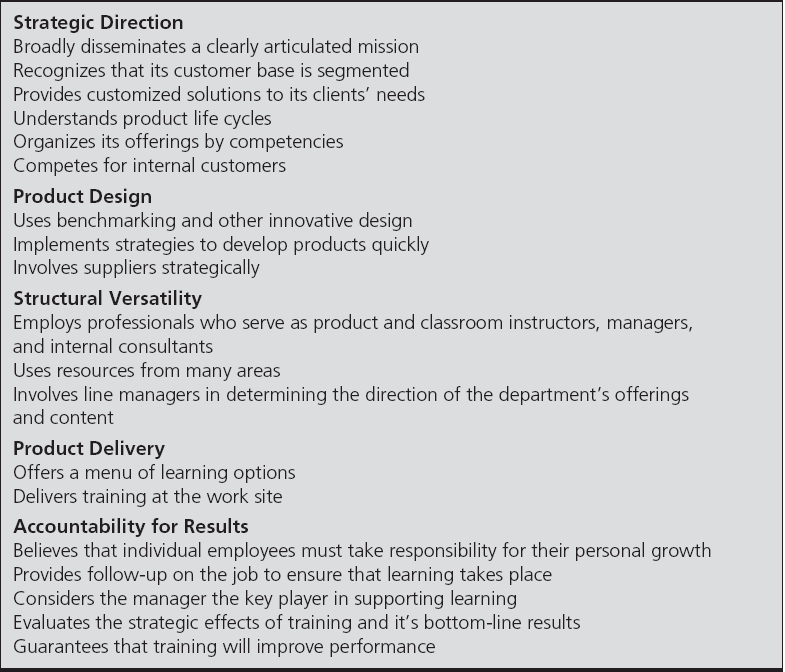 Strategic Direction
Broadly disseminates a clearly articulated mission
Recognizes that its customer base is segmented
Provides customized solutions to its clients’ needs
Understands product life cycles
Organizes its offerings by competencies
Competes for internal customers
Product Design
Uses benchmarking and other innovative design
Implements strategies to develop products quickly
Involves suppliers strategically
Structural Versatility
Employs professionals who serve as product and classroom instructors, managers,
and internal consultants
Uses resources from many areas
Involves line managers in determining the direction of the department’s offerings
and content
Product Delivery
Offers a menu of learning options
Delivers training at the work site
Accountability for Results
Believes that individual employees must take responsibility for their personal growth
Provides follow-up on the job to ensure that learning takes place
Considers the manager the key player in supporting learning
Evaluates the strategic effects of training and it’s bottom-line results
Guarantees that training will improve performance